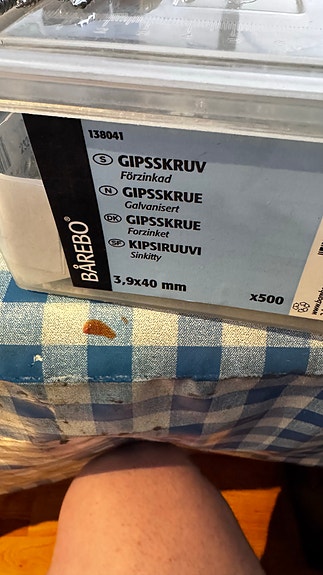 138041
S GIPSSKRUV
Förzinkad
N GIPSSKRUE
Galvanisert
DK GIPSSKRUE
Forzinket
SF KIPSIRUUVI
Sinkitty
BÅREBO®
3,9x40 mm
x500